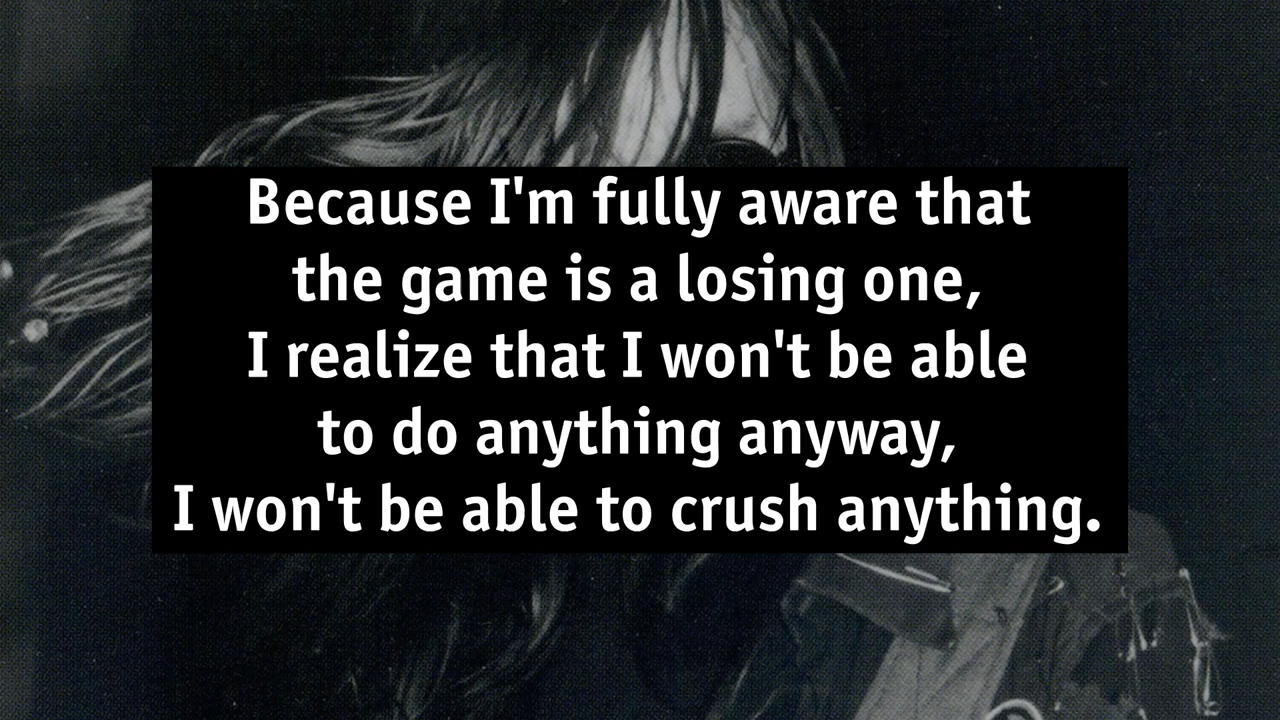 Because I'm fully aware that
the game is a losing one,
I realize that I won't be able
to do anything anyway,
I won't be able to crush anything.